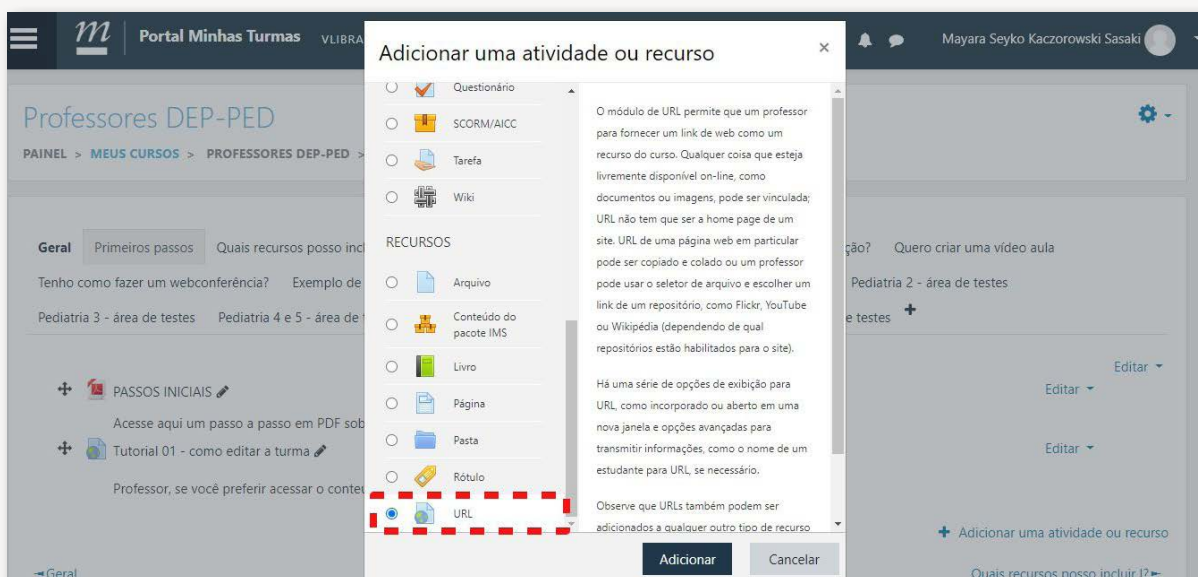 m Portal Minhas Turmas VLIBRA
Mayara Seyko Kaczorowski Sasaki
Professores DEP-PED
PAINEL > MEUS CURSOS > PROFESSORES DEP-PED >
Geral Primeiros passos Quais recursos posso incl
ção? Quero criar uma vídeo aula
Tenho como fazer um webconferência? Exemplo de
Pediatria 2 - área de testes
Pediatria 3 - área de testes Pediatria 4 e 5 - área de
e testes
Editar
PASSOS INICIAIS
Editar
Acesse aqui um passo a passo em PDF sob
Tutorial 01 - como editar a turma
Editar
Professor, se você preferir acessar o conteú
+ Adicionar uma atividade ou recurso
Geral
Quais recursos posso incluir I?
Adicionar uma atividade ou recurso
×
Questionário
SCORM/AICC
Tarefa
Wiki
RECURSOS
Arquivo
Conteúdo do
pacote IMS
Livro
Página
Pasta
Rótulo
URL
O módulo de URL permite que um professor
para fornecer um link de web como um
recurso do curso. Qualquer coisa que esteja
livremente disponível on-line, como
documentos ou imagens, pode ser vinculada;
URL não tem que ser a home page de um
site. URL de uma página web em particular
pode ser copiado e colado ou um professor
pode usar o seletor de arquivo e escolher um
link de um repositório, como Flickr, YouTube
ou Wikipédia (dependendo de qual
repositórios estão habilitados para o site).
Há uma série de opções de exibição para
URL, como incorporado ou aberto em uma
nova janela e opções avançadas para
transmitir informações, como o nome de um
estudante para URL, se necessário.
Observe que URLs também podem ser
adicionados a qualquer outro tipo de recurso
Adicionar
Cancelar